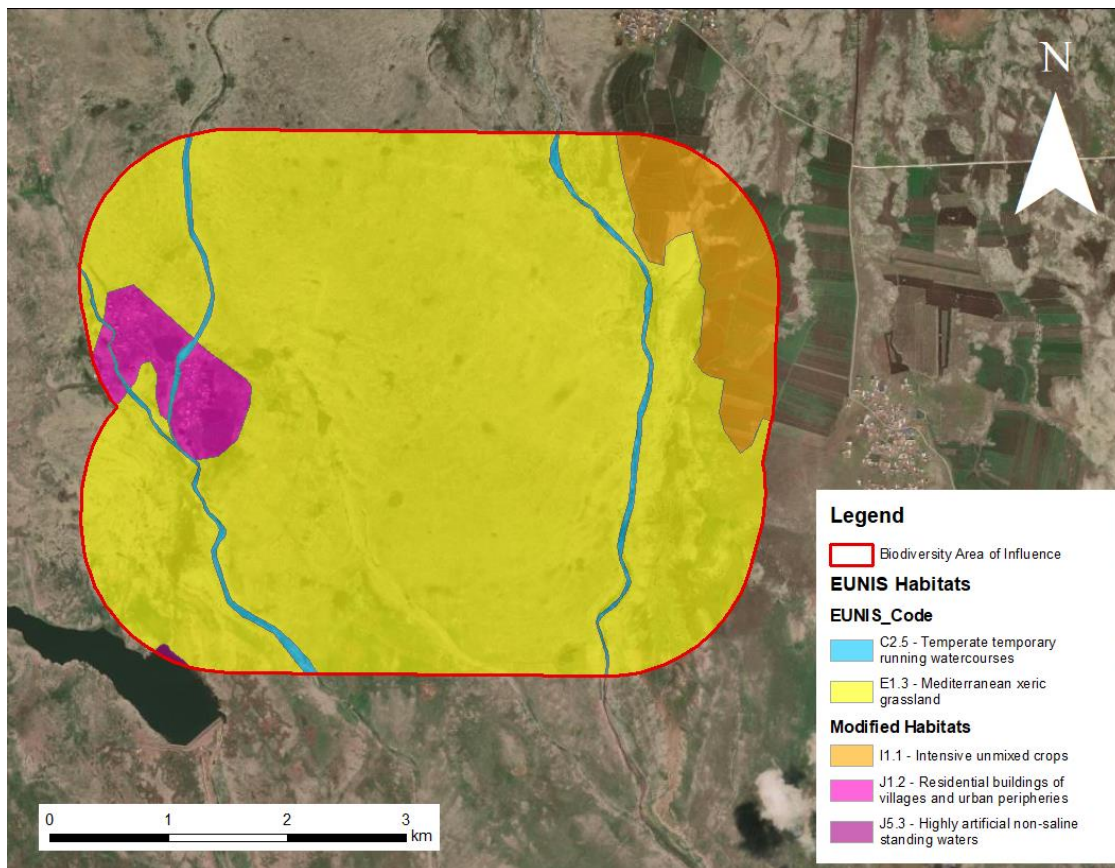 N
Legend
Biodiversity Area of Influence
EUNIS Habitats
EUNIS_Code
C2.5 - Temperate temporary
running watercourses
E1.3 - Mediterranean xeric
grassland
Modified Habitats
I1.1 - Intensive unmixed crops
J1.2 - Residential buildings of
villages and urban peripheries
J5.3 - Highly artificial non-saline
standing waters
0 1 2 3
km